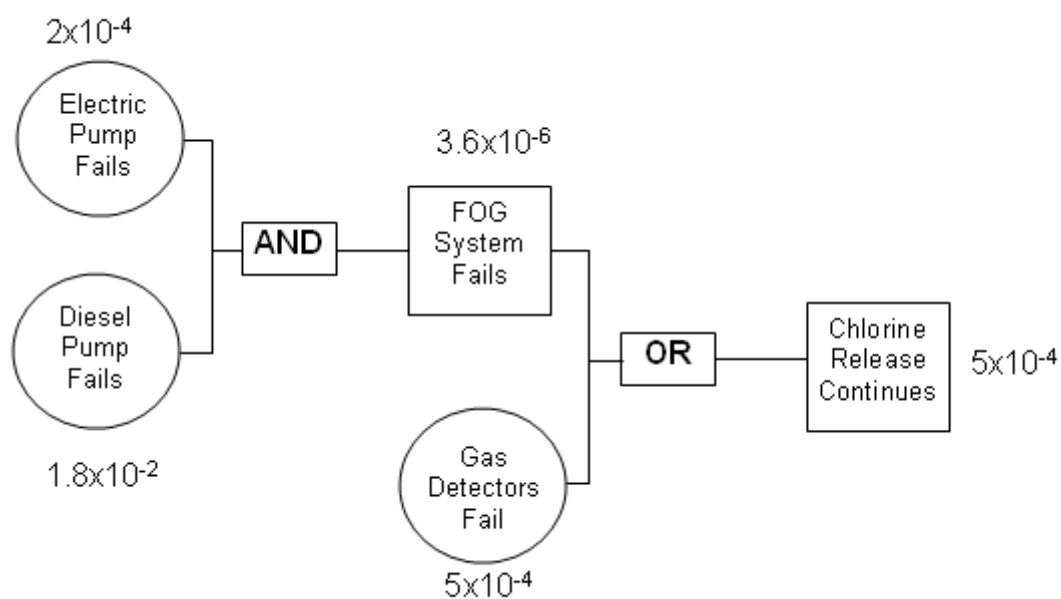 2x10-4
Electric
Pump
Fails
3.6x10-6
FOG
System
Fails
AND
Diesel
Pump
Fails
1.8x10-2
OR
Chlorine
Release
Continues
5x10-4
Gas
Detectors
Fail
5x10-4